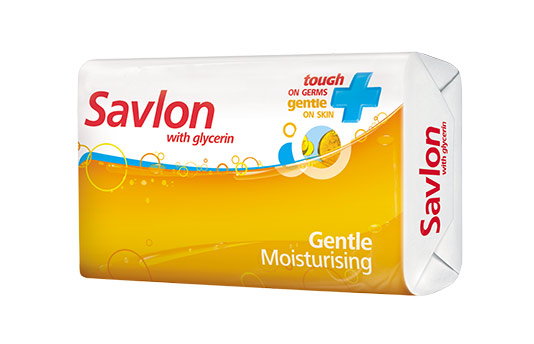 Savlon
with glycerin
tough
ON GERMS
gentle
ON SKIN
Gentle
Moisturising
Savlon
with glycerin